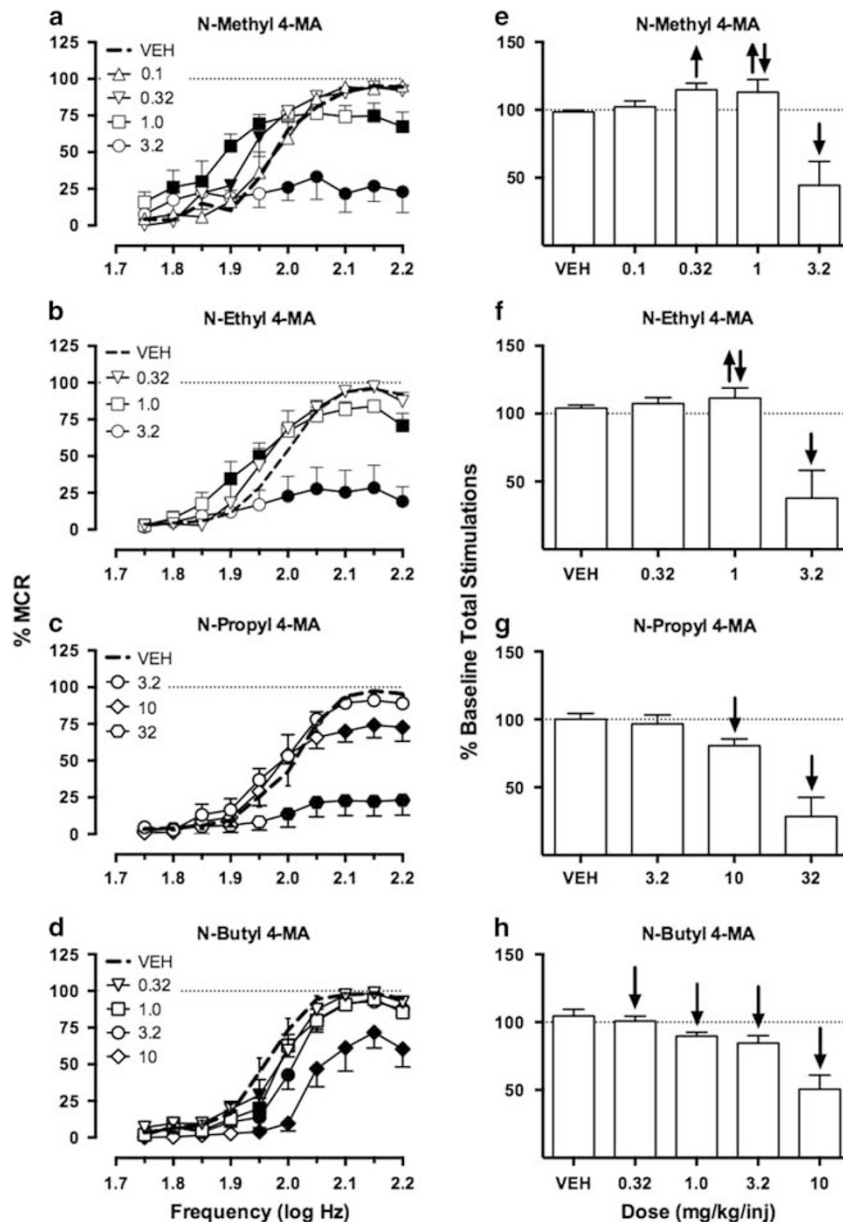 a
N-Methyl 4-MA
125
100
75
50
25
0
VEH
0.1
0.32
1.0
3.2
1.7 1.8 1.9 2.0 2.1 2.2
b
N-Ethyl 4-MA
125
100
75
50
25
0
VEH
0.32
1.0
3.2
1.7 1.8 1.9 2.0 2.1 2.2
% MCR
c
N-Propyl 4-MA
125
100
75
50
25
0
VEH
3.2
10
32
1.7 1.8 1.9 2.0 2.1 2.2
d
N-Butyl 4-MA
125
100
75
50
25
0
VEH
0.32
1.0
3.2
10
1.7 1.8 1.9 2.0 2.1 2.2
Frequency (log Hz)
e
N-Methyl 4-MA
150
100
50
VEH 0.1 0.32 1 3.2
f
N-Ethyl 4-MA
150
100
50
VEH 0.32 1 3.2
% Baseline Total Stimulations
g
N-Propyl 4-MA
150
100
50
VEH 3.2 10 32
h
N-Butyl 4-MA
150
100
50
VEH 0.32 1.0 3.2 10
Dose (mg/kg/inj)